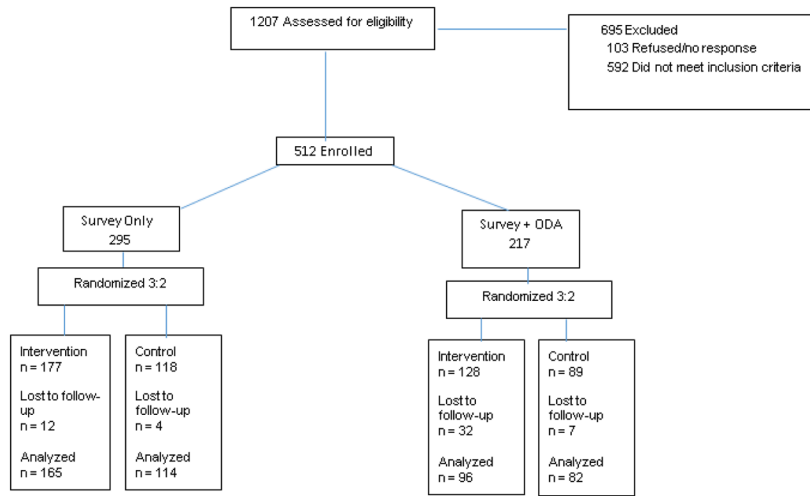 1207 Assessed for eligibility
695 Excluded
103 Refused/no response
592 Did not meet inclusion criteria
512 Enrolled
Survey Only
295
Randomized 3:2
Intervention
n = 177
Lost to follow-
up
n = 12
Analyzed
n = 165
Control
n = 118
Lost to
follow-up
n = 4
Analyzed
n = 114
Survey + ODA
217
Randomized 3:2
Intervention
n = 128
Lost to
follow-up
n = 32
Analyzed
n = 96
Control
n = 89
Lost to
follow-up
n = 7
Analyzed
n = 82